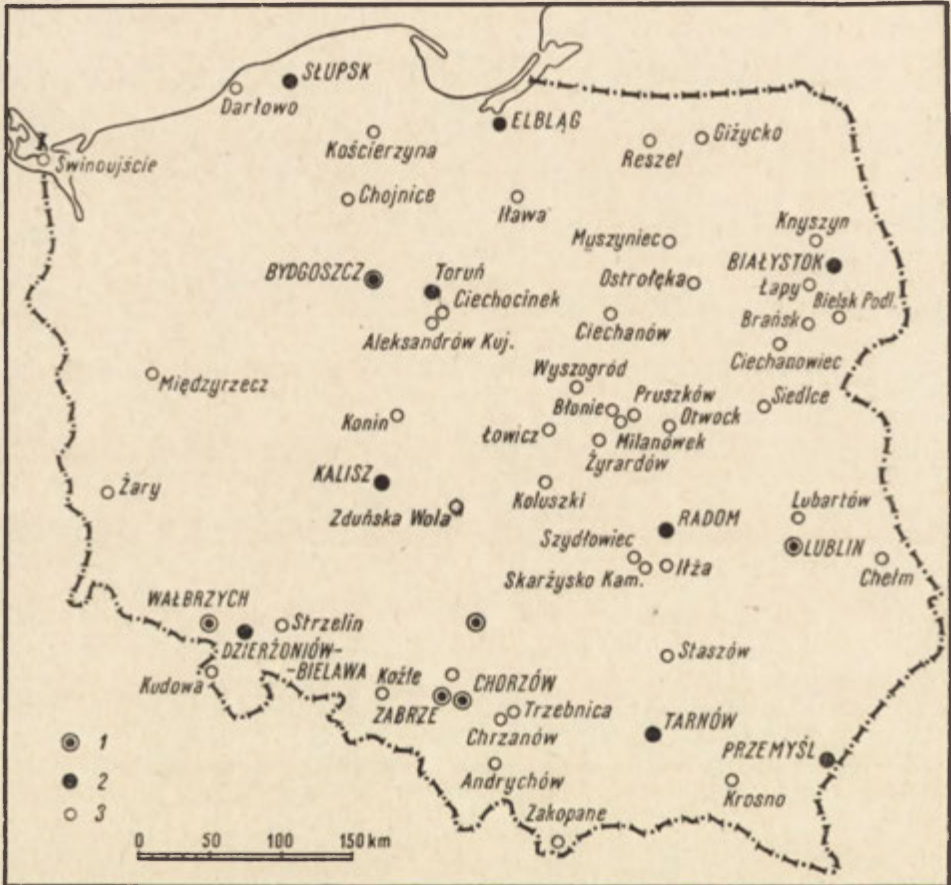 SŁUPSK
Darłowo
ELBLĄG
Giżycko
Reszel
Kościerzyna
Świnoujście
Chojnice
Iława
Knyszyn
Myszyniec
BIAŁYSTOK
BYDGOSZCZ
Toruń
Ostrołęka
Łapy
Ciechocinek
Bielsk Podl.
Aleksandrów Kuj.
Ciechanów
Brańsk
Ciechanowiec
Międzyrzecz
Wyszogród
Siedlce
Błonie
Pruszków
Konin
Otwock
Łowicz
Milanówek
Żyrardów
KALISZ
Żary
Koluszki
Lubartów
Zduńska Wola
RADOM
Szydłowiec
LUBLIN
Skarżysko Kam.
Iłża
Chełm
WAŁBRZYCH
Strzelin
DZIERŻONIÓW-
-BIELAWA
Staszów
Kudowa
Koźle
CHORZÓW
ZABRZE
Trzebnica
Chrzanów
TARNÓW
PRZEMYŚL
Andrychów
Krosno
Zakopane
1
2
3
0 50 100 150 km